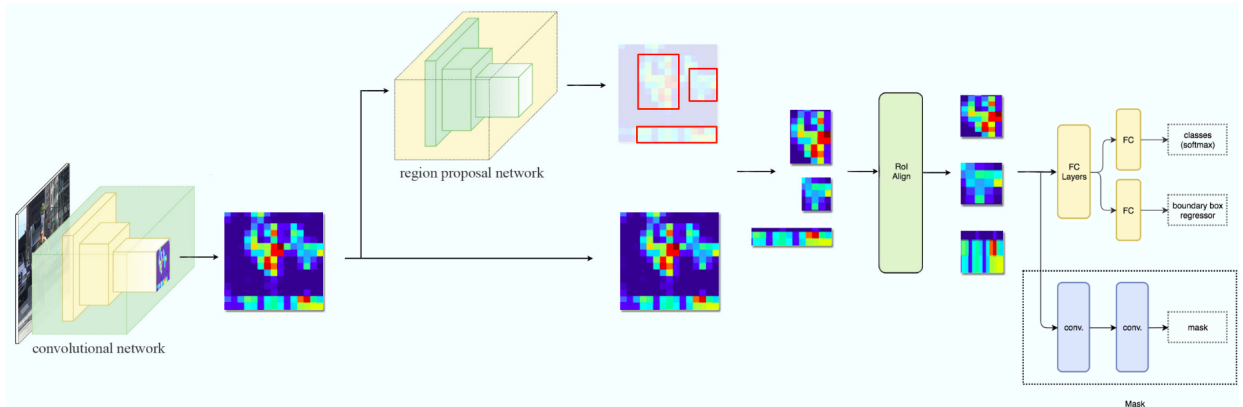 region proposal network
convolutional network
RoI
Align
FC
Layers
FC
classes
(softmax)
FC
boundary box
regressor
conv.
conv.
mask
Mask